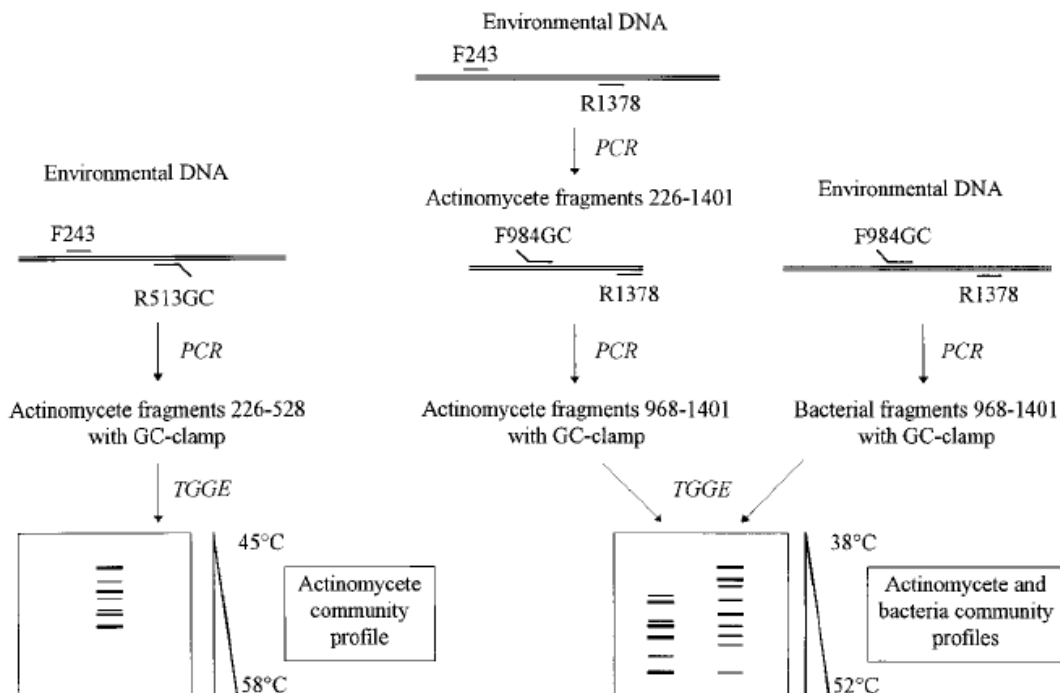 Environmental DNA
F243
R513GC
PCR
Actinomycete fragments 226-528
with GC-clamp
TGGE
45°C
58°C
Actinomycete
community
profile
Environmental DNA
F243
R1378
PCR
Actinomycete fragments 226-1401
F984GC
R1378
PCR
Actinomycete fragments 968-1401
with GC-clamp
Environmental DNA
F984GC
R1378
PCR
Bacterial fragments 968-1401
with GC-clamp
TGGE
38°C
52°C
Actinomycete and
bacteria community
profiles